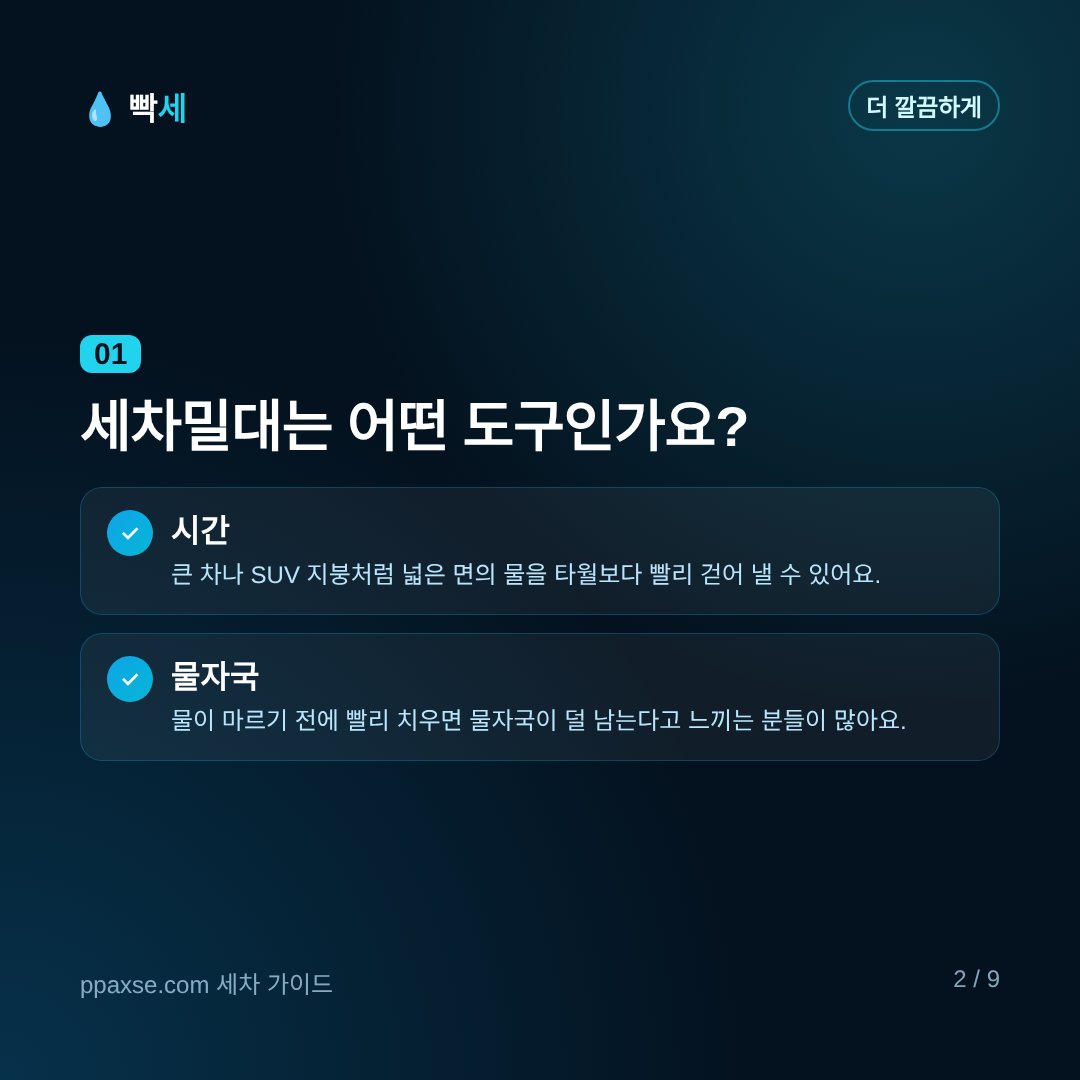 빡세
더 깔끔하게
01
세차밀대는 어떤 도구인가요?
시간
큰 차나 SUV 지붕처럼 넓은 면의 물을 타월보다 빨리 걷어 낼 수 있어요.
물자국
물이 마르기 전에 빨리 치우면 물자국이 덜 남는다고 느끼는 분들이 많아요.
ppaxse.com 세차 가이드
2 / 9